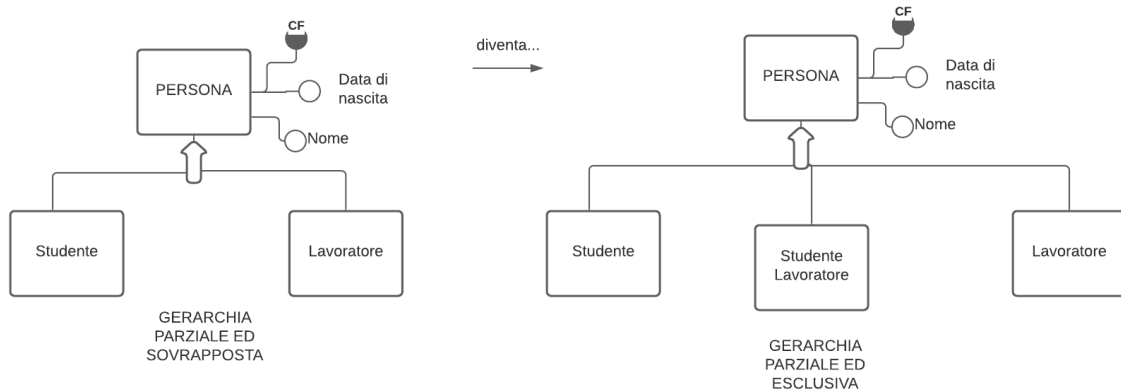 CF
PERSONA
Data di
nascita
Nome
Studente
Lavoratore
GERARCHIA
PARZIALE ED
SOVRAPPOSTA
diventa...
CF
PERSONA
Data di
nascita
Nome
Studente
Studente
Lavoratore
Lavoratore
GERARCHIA
PARZIALE ED
ESCLUSIVA